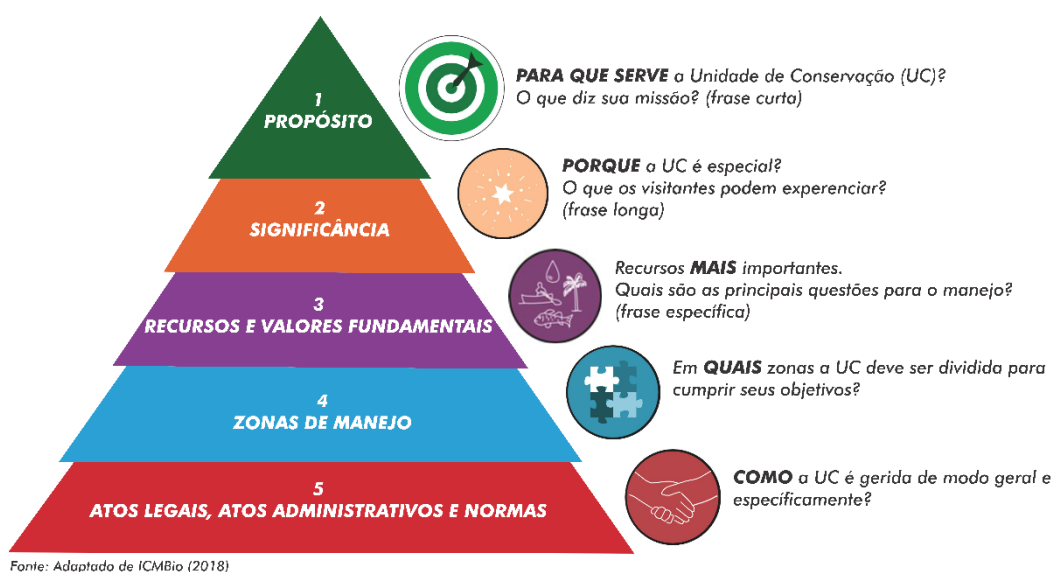 1
PROPÓSITO
PARA QUE SERVE a Unidade de Conservação (UC)?
O que diz sua missão? (frase curta)
2
SIGNIFICÂNCIA
PORQUE a UC é especial?
O que os visitantes podem experenciar?
(frase longa)
3
RECURSOS E VALORES FUNDAMENTAIS
Recursos MAIS importantes.
Quais são as principais questões para o manejo?
(frase específica)
4
ZONAS DE MANEJO
Em QUAIS zonas a UC deve ser dividida para
cumprir seus objetivos?
5
ATOS LEGAIS, ATOS ADMINISTRATIVOS E NORMAS
COMO a UC é gerida de modo geral e
específicamente?
Fonte: Adaptado de ICMBio (2018)